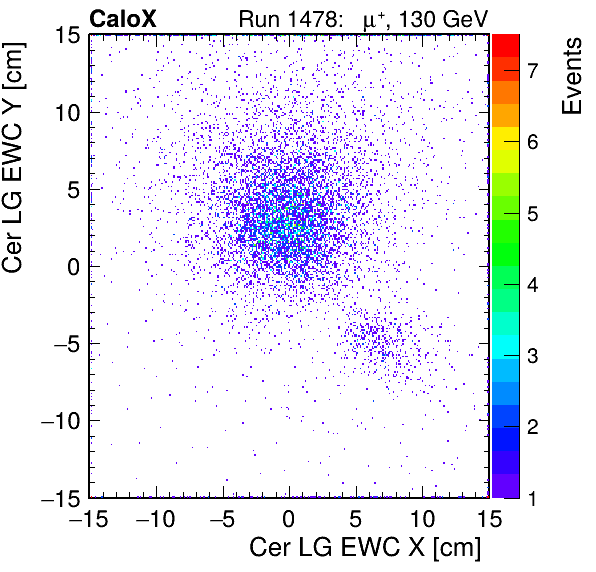 CaloX Run 1478: μ⁺, 130 GeV
Cer LG EWC Y [cm]
15
10
5
0
−5
−10
−15
−15 −10 −5 0 5 10 15
Cer LG EWC X [cm]
Events
7
6
5
4
3
2
1